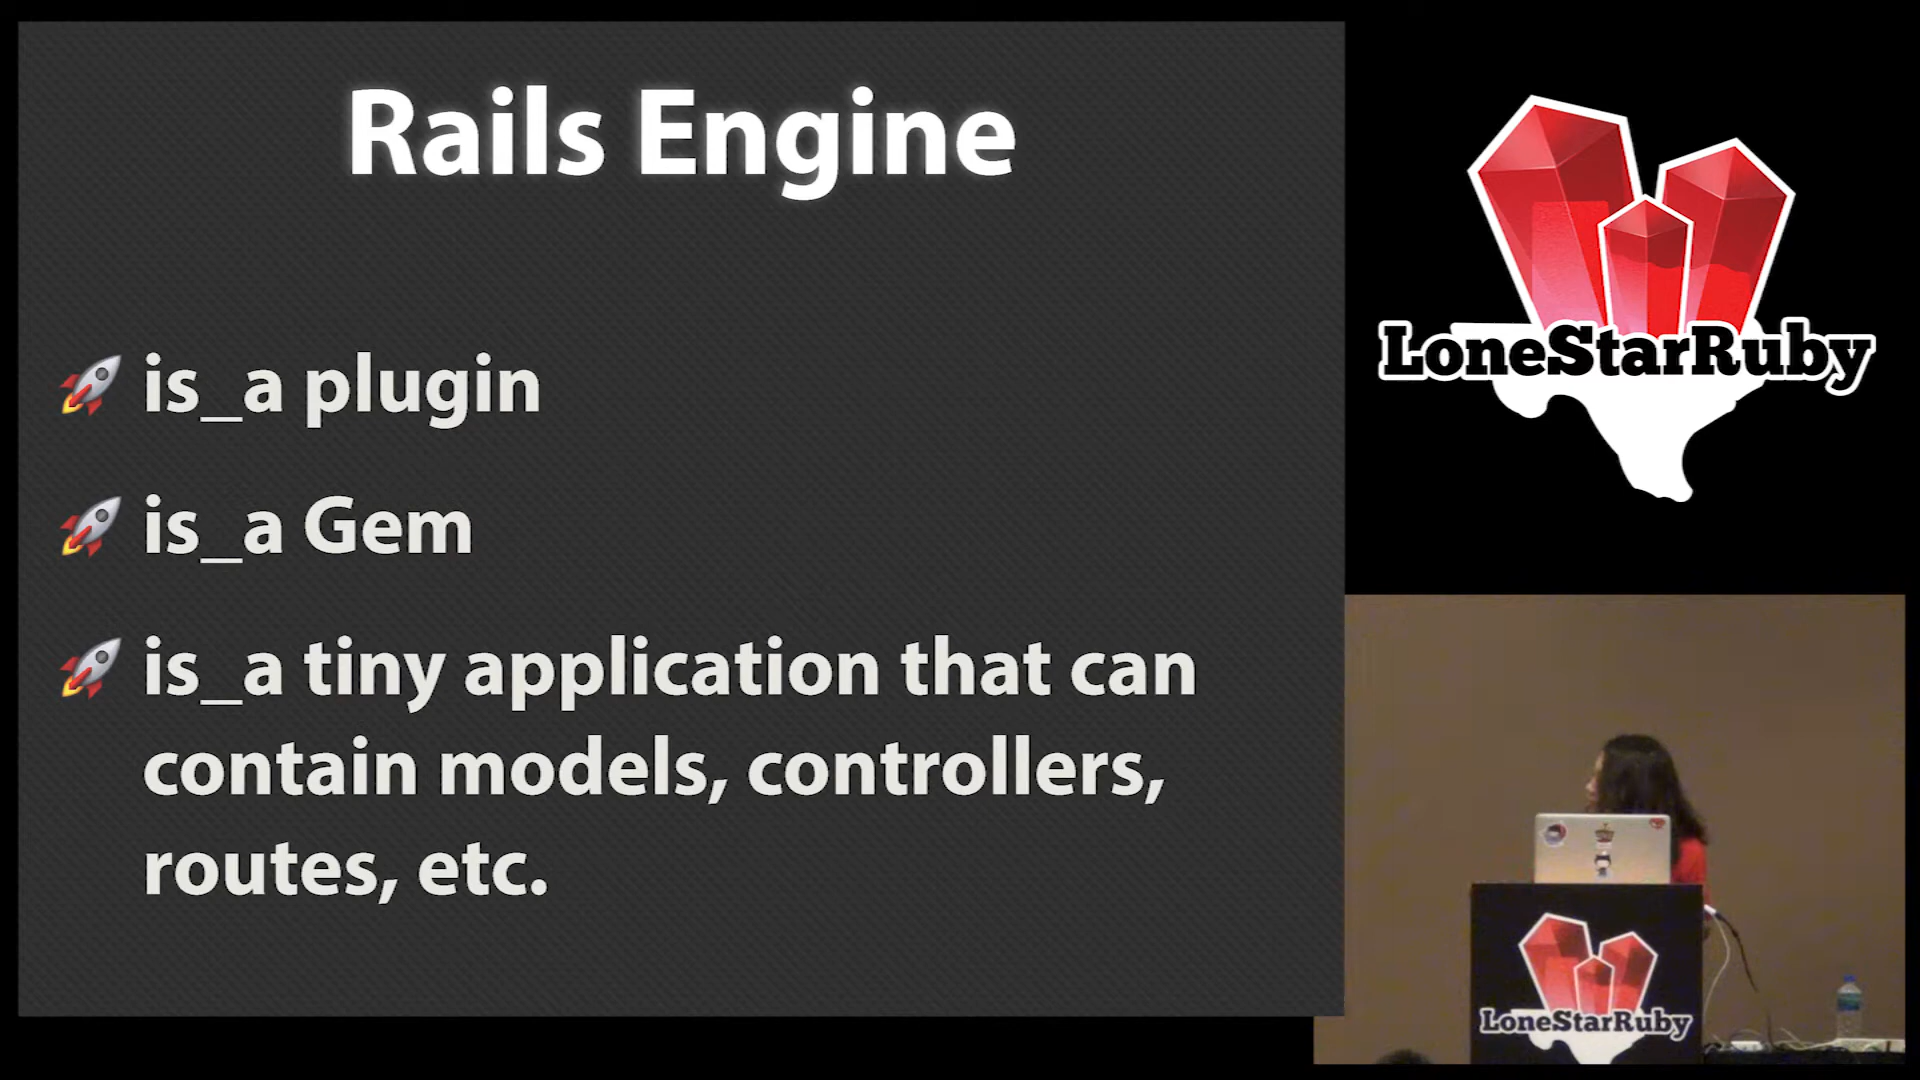 Rails Engine
is_a plugin
is_a Gem
is_a tiny application that can
contain models, controllers,
routes, etc.
LoneStarRuby
LoneStarRuby